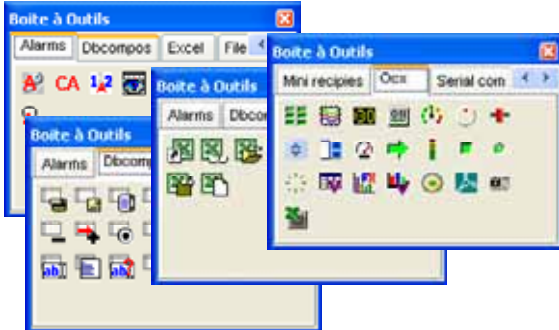 Boite à Outils
Alarms Dbcompos Excel File
CA
Boite à Outils
Alarms
Boite à Outils
Alarms
Boite à Outils
Mini recipies Ocx Serial com